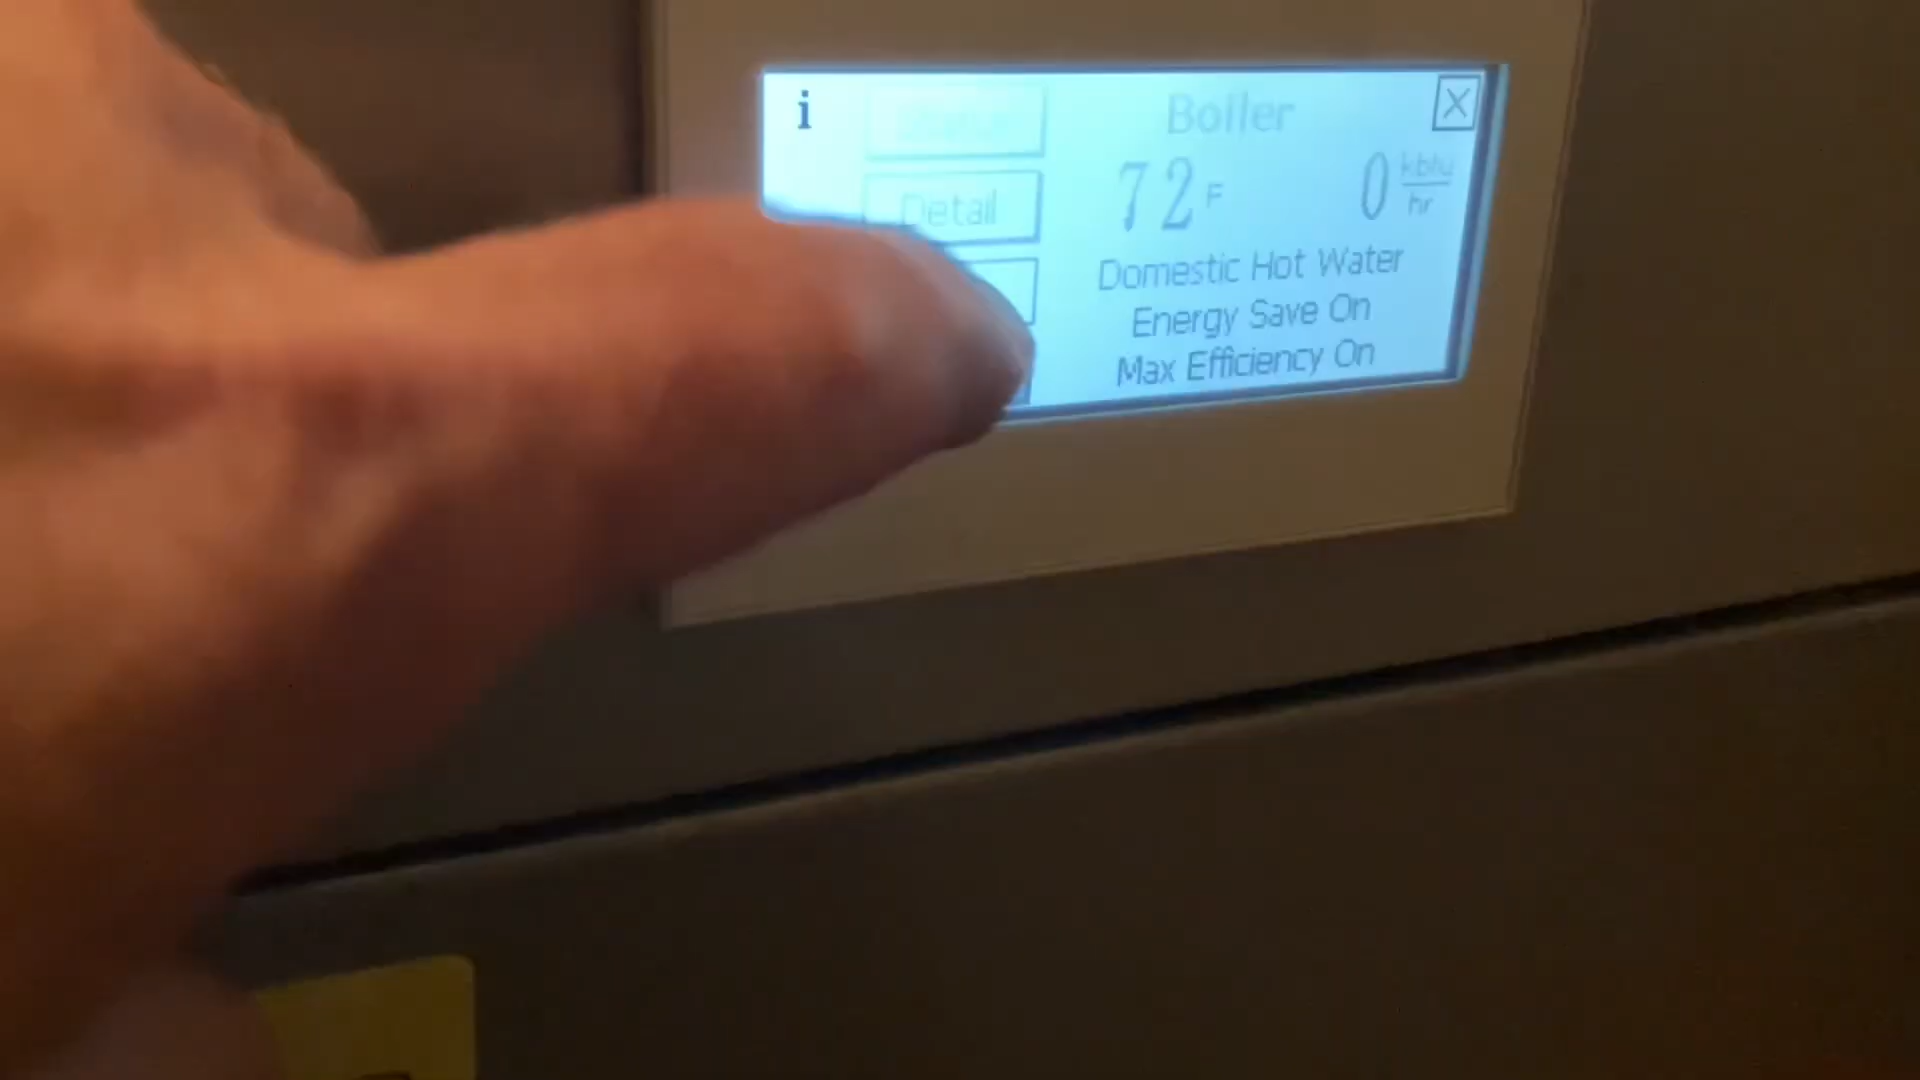 i
Boiler
X
Detail
72 F
0 kbtu
hr
Domestic Hot Water
Energy Save On
Max Efficiency On